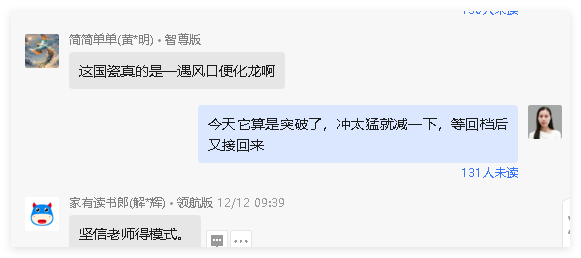 130人未读
简简单单(黄*明) • 智尊版
这国瓷真的是一遇风口便化龙啊
今天它算是突破了，冲太猛就减一下，等回档后
又接回来
131人未读
家有读书郎(解*辉) • 领航版 12/12 09:39
坚信老师得模式。